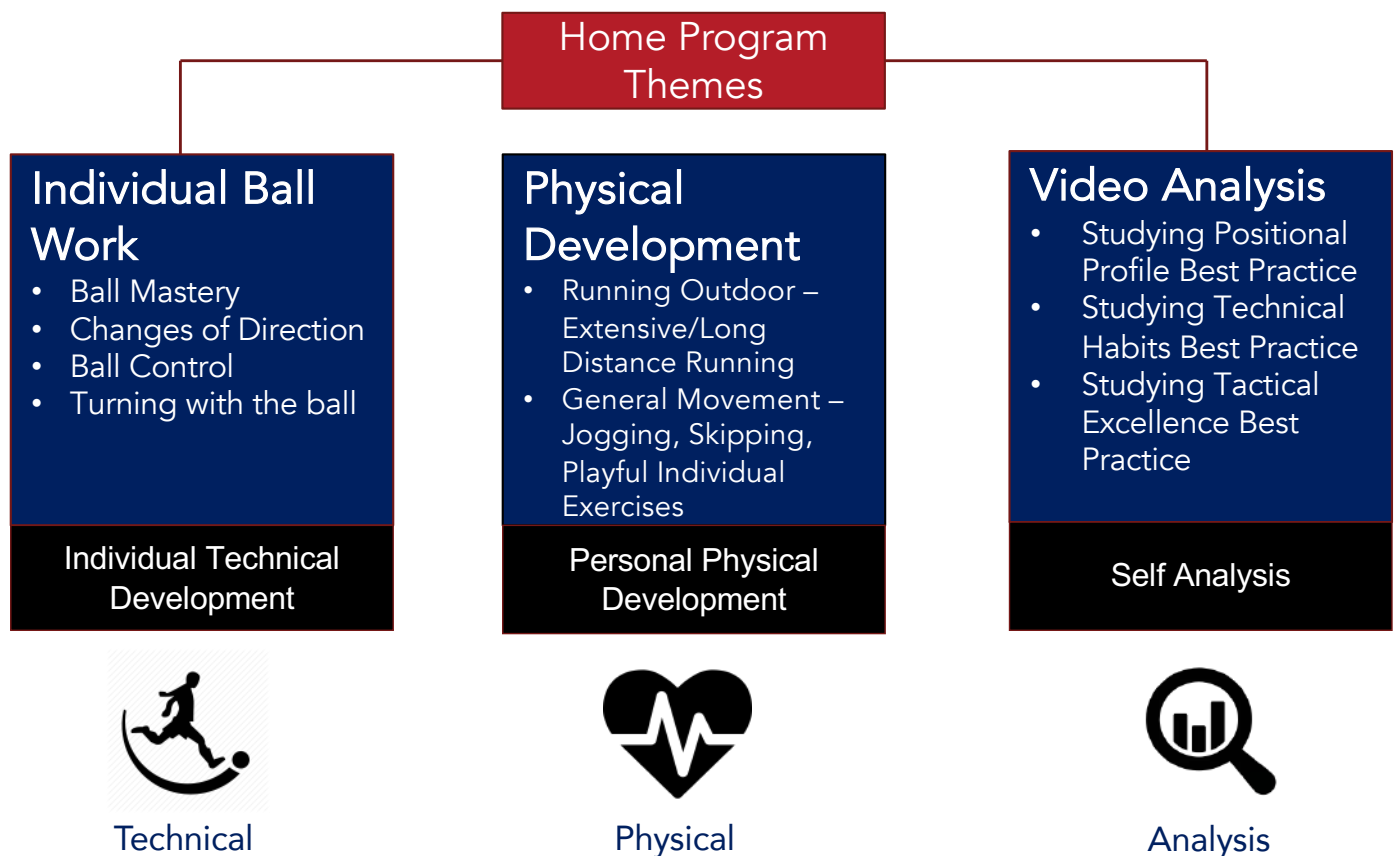 Home Program
Themes
Individual Ball
Work
• Ball Mastery
• Changes of Direction
• Ball Control
• Turning with the ball
Individual Technical
Development
Technical
Physical
Development
• Running Outdoor –
Extensive/Long
Distance Running
• General Movement –
Jogging, Skipping,
Playful Individual
Exercises
Personal Physical
Development
Physical
Video Analysis
• Studying Positional
Profile Best Practice
• Studying Technical
Habits Best Practice
• Studying Tactical
Excellence Best
Practice
Self Analysis
Analysis